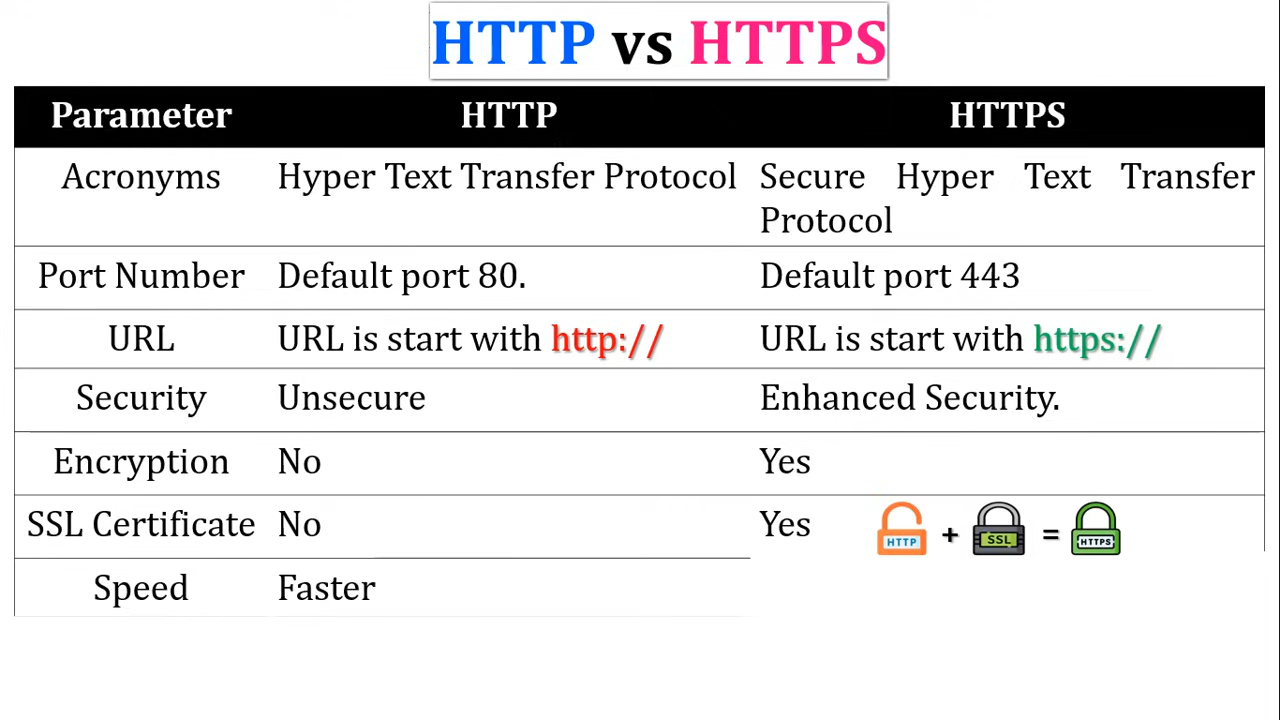 HTTP vs HTTPS
Parameter HTTP HTTPS
Acronyms Hyper Text Transfer Protocol Secure Hyper Text Transfer
Protocol
Port Number Default port 80. Default port 443
URL URL is start with http:// URL is start with https://
Security Unsecure Enhanced Security.
Encryption No Yes
SSL Certificate No Yes HTTP + SSL = HTTPS
Speed Faster